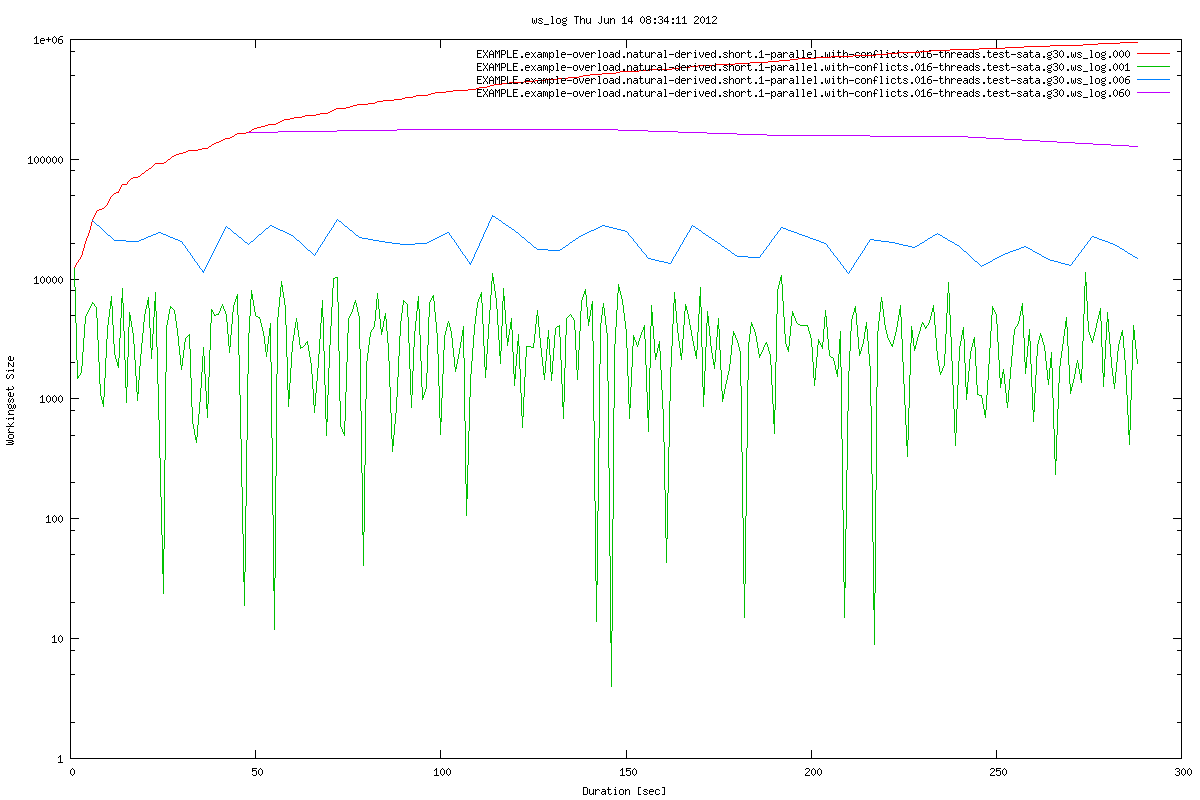 ws_log Thu Jun 14 08:34:11 2012
1e+06
EXAMPLE.example-overload.natural-derived.short.1-parallel.with-conflicts.016-threads.test-sata.g30.ws_log.000
EXAMPLE.example-overload.natural-derived.short.1-parallel.with-conflicts.016-threads.test-sata.g30.ws_log.001
EXAMPLE.example-overload.natural-derived.short.1-parallel.with-conflicts.016-threads.test-sata.g30.ws_log.006
EXAMPLE.example-overload.natural-derived.short.1-parallel.with-conflicts.016-threads.test-sata.g30.ws_log.060
100000
10000
1000
100
10
1
Workingset Size
0 50 100 150 200 250 300
Duration [sec]